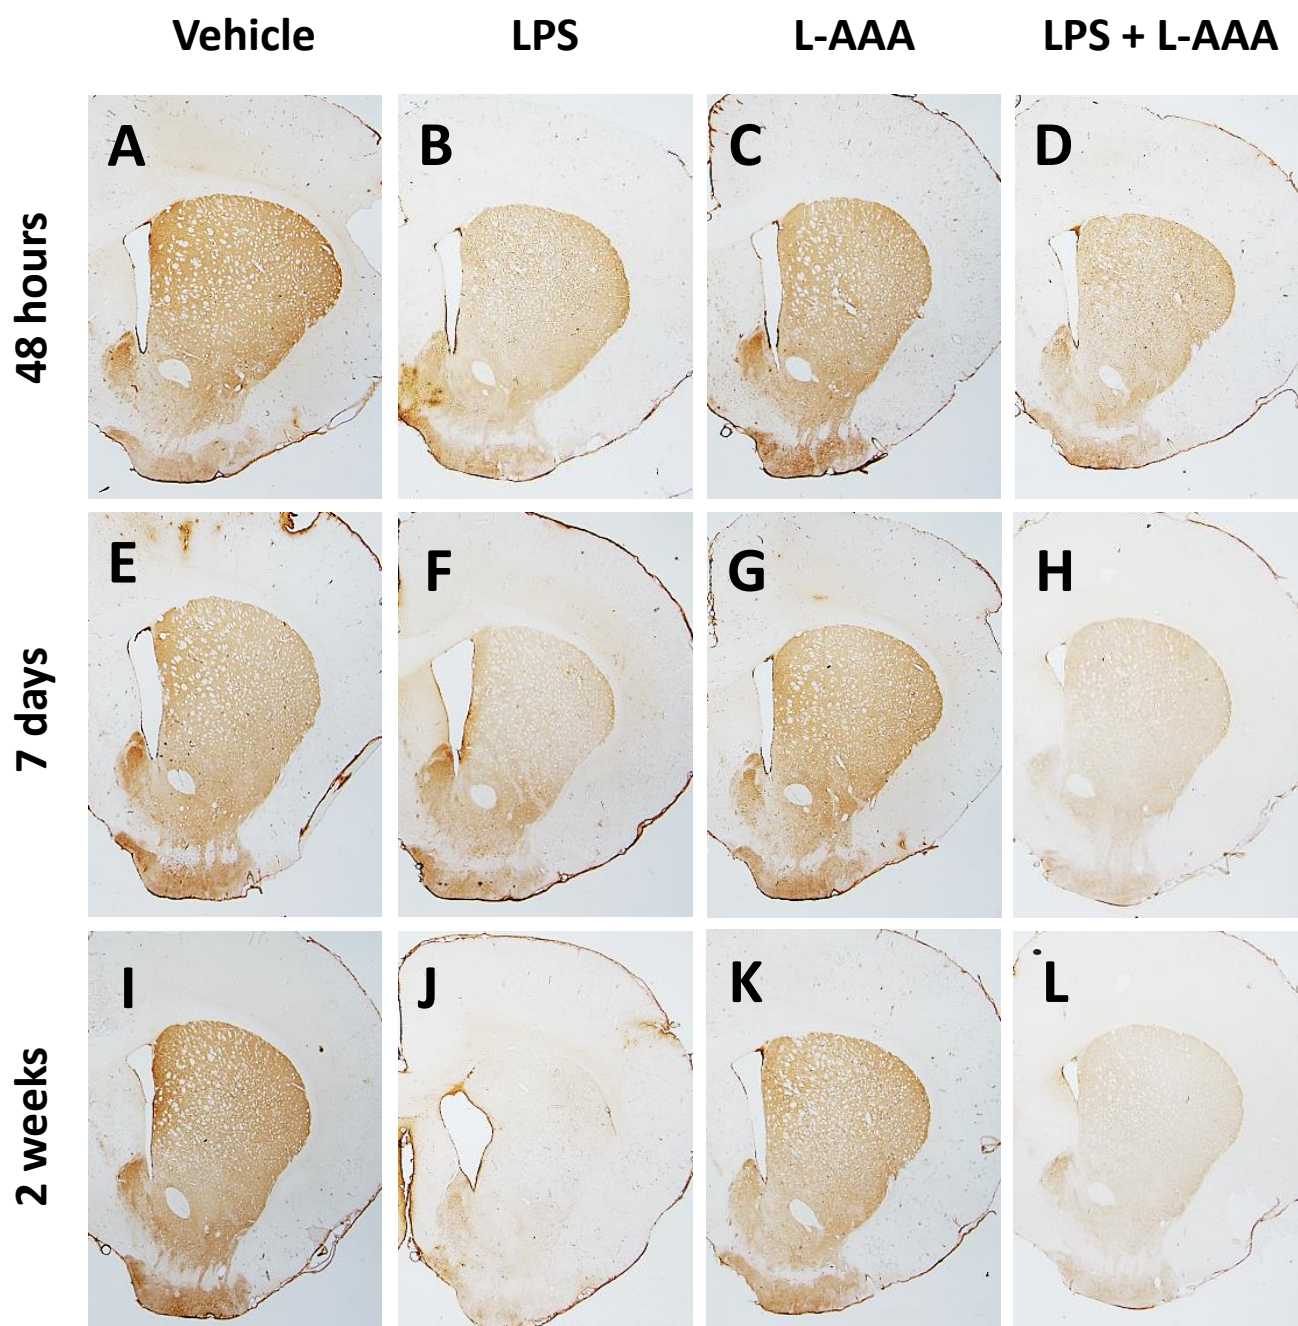 Vehicle LPS L-AAA LPS + L-AAA
48 hours
A B C D
7 days
E F G H
2 weeks
I J K L